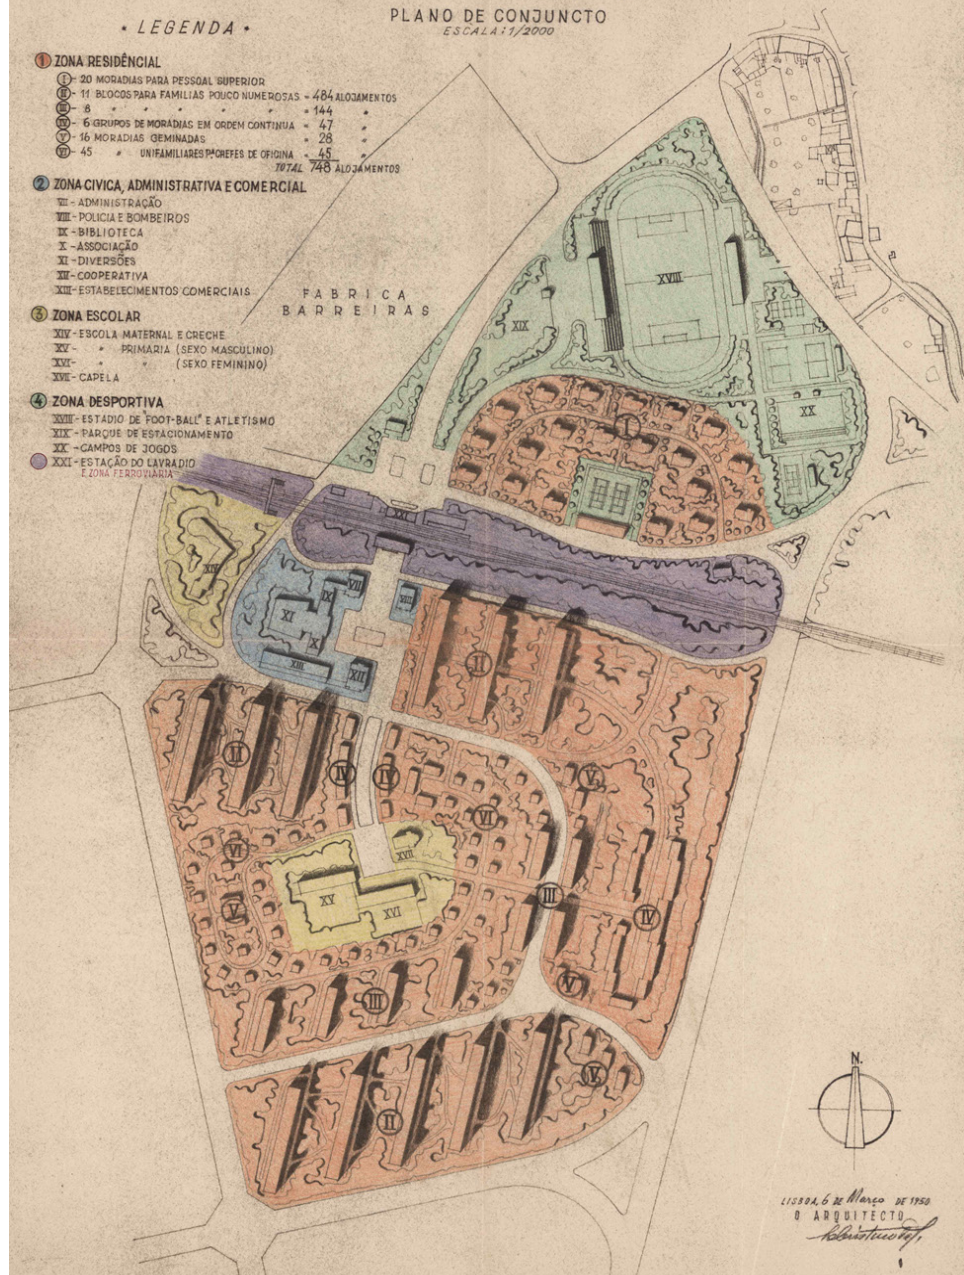 PLANO DE CONJUNCTO
ESCALA: 1/2000
• LEGENDA •
1 ZONA RESIDÊNCIAL
I - 20 MORADIAS PARA PESSOAL SUPERIOR
II - 11 BLOCOS PARA FAMILIAS POUCO NUMEROSAS - 484 ALOJAMENTOS
III - 8 " " " " " - 144 "
IV - 6 GRUPOS DE MORADIAS EM ORDEM CONTINUA - 47 "
V - 16 MORADIAS GEMINADAS - 28 "
VI - 45 " UNIFAMILIARES Pª CHEFES DE OFICINA - 45 "
TOTAL 748 ALOJAMENTOS
2 ZONA CIVICA, ADMINISTRATIVA E COMERCIAL
VII - ADMINISTRAÇÃO
VIII - POLICIA E BOMBEIROS
IX - BIBLIOTECA
X - ASSOCIAÇÃO
XI - DIVERSÕES
XII - COOPERATIVA
XIII - ESTABELECIMENTOS COMERCIAIS
3 ZONA ESCOLAR
XIV - ESCOLA MATERNAL E CRECHE
XV - " PRIMARIA (SEXO MASCULINO)
XVI - " " (SEXO FEMININO)
XVII - CAPELA
4 ZONA DESPORTIVA
XVIII - ESTADIO DE "FOOT-BALL" E ATLETISMO
XIX - PARQUE DE ESTACIONAMENTO
XX - CAMPOS DE JOGOS
XXI - ESTAÇÃO DO LAVRADIO
E ZONA FERROVIÁRIA
FABRICA
BARREIRAS
XVIII
XIX
XX
I
XXI
XIV
VII
IX
VIII
XI
X
XIII
XII
II
III
IV
IV
V
VI
VI
XVII
XV
XVI
V
III
IV
V
III
V
II
N.
LISBOA, 6 DE Março DE 1950
O ARQUITECTO